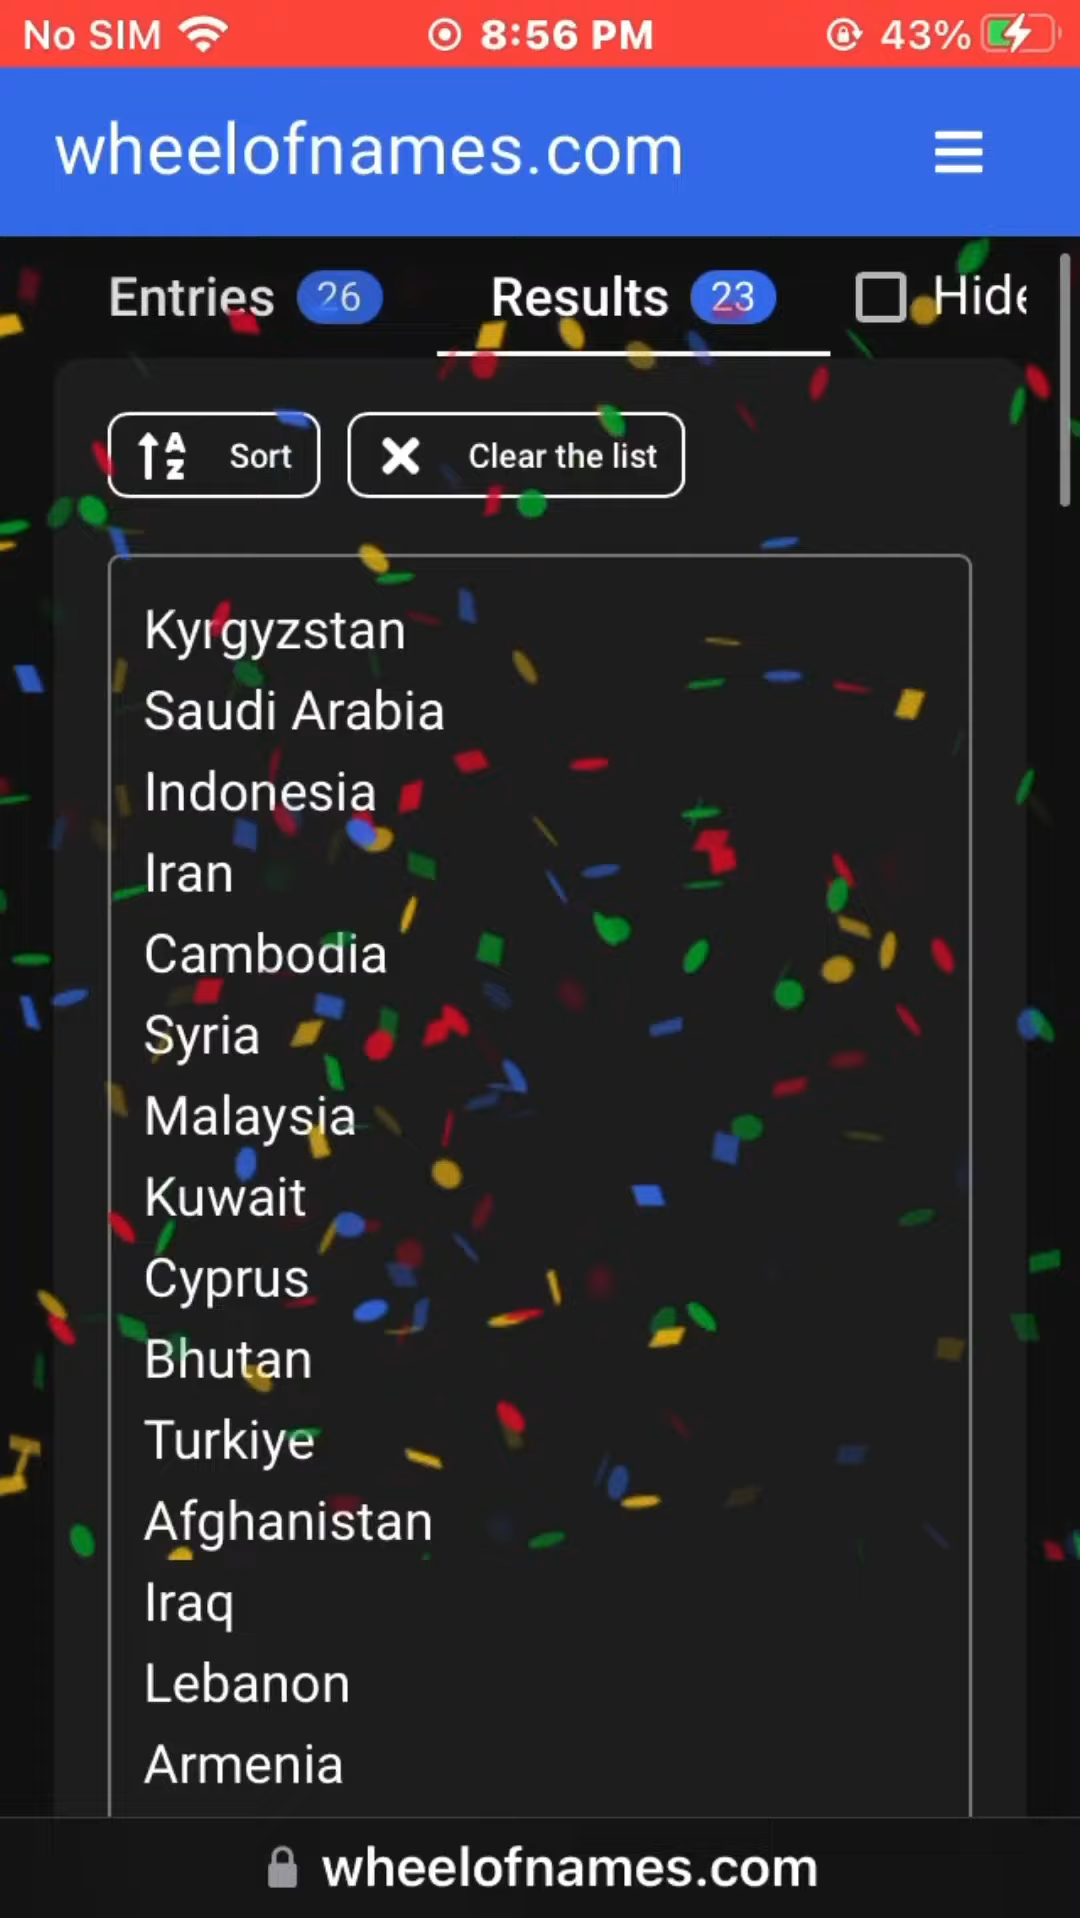 No SIM 8:56 PM 43%
wheelofnames.com
Entries 26 Results 23 Hide
Sort Clear the list
Kyrgyzstan
Saudi Arabia
Indonesia
Iran
Cambodia
Syria
Malaysia
Kuwait
Cyprus
Bhutan
Turkiye
Afghanistan
Iraq
Lebanon
Armenia
wheelofnames.com